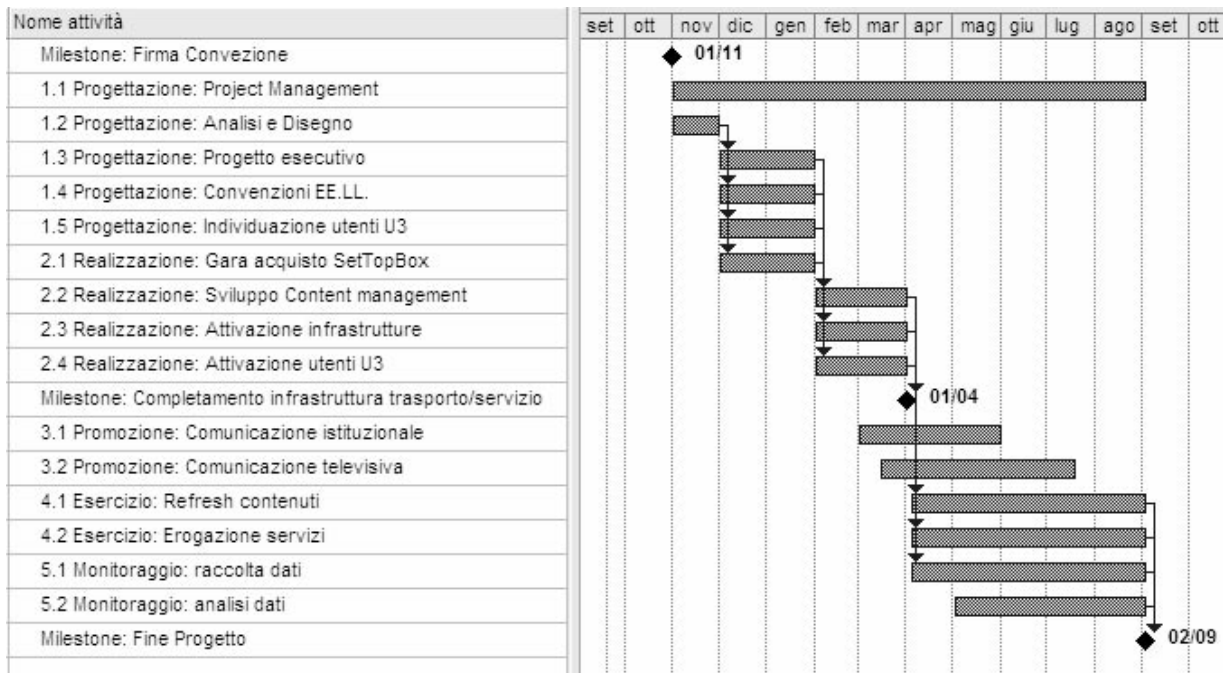 Nome attività
set ott nov dic gen feb mar apr mag giu lug ago set ott
Milestone: Firma Convezione
01/11
1.1 Progettazione: Project Management
1.2 Progettazione: Analisi e Disegno
1.3 Progettazione: Progetto esecutivo
1.4 Progettazione: Convenzioni EE.LL.
1.5 Progettazione: Individuazione utenti U3
2.1 Realizzazione: Gara acquisto SetTopBox
2.2 Realizzazione: Sviluppo Content management
2.3 Realizzazione: Attivazione infrastrutture
2.4 Realizzazione: Attivazione utenti U3
Milestone: Completamento infrastruttura trasporto/servizio
01/04
3.1 Promozione: Comunicazione istituzionale
3.2 Promozione: Comunicazione televisiva
4.1 Esercizio: Refresh contenuti
4.2 Esercizio: Erogazione servizi
5.1 Monitoraggio: raccolta dati
5.2 Monitoraggio: analisi dati
Milestone: Fine Progetto
02/09